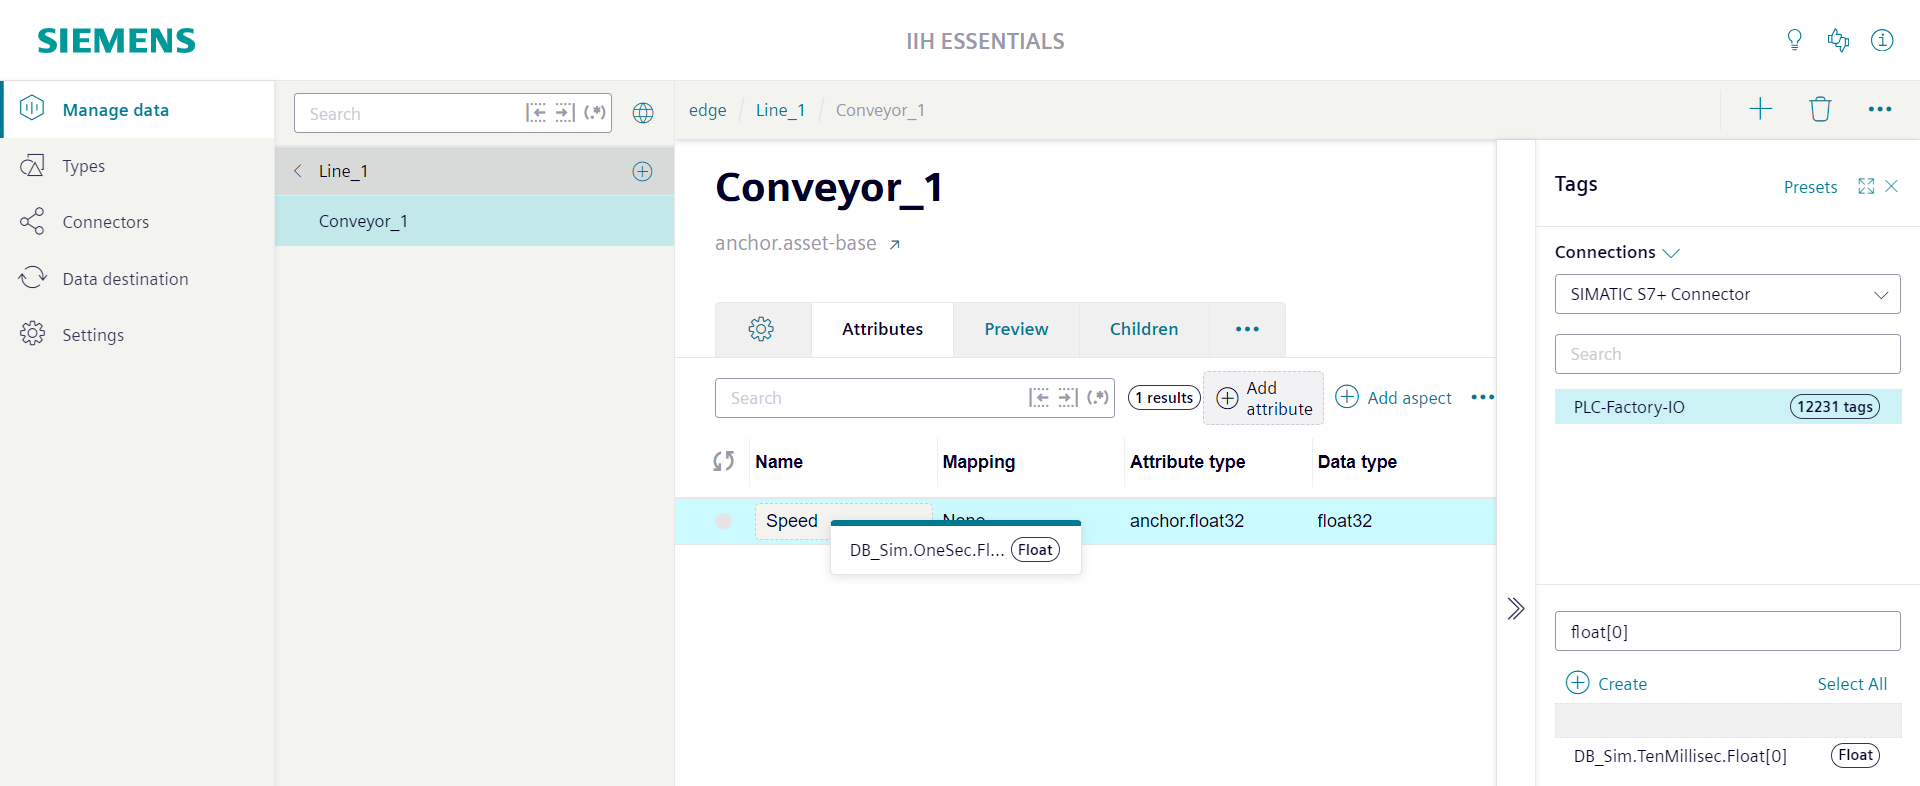 SIEMENS
IIH ESSENTIALS
Manage data
Types
Connectors
Data destination
Settings
Search
(.*)
Line_1
Conveyor_1
edge
Line_1
Conveyor_1
Conveyor_1
anchor.asset-base
Attributes
Preview
Children
Search
(.*)
1 results
Add
attribute
Add aspect
Name
Mapping
Attribute type
Data type
Speed
None
anchor.float32
float32
DB_Sim.OneSec.Fl...
Float
Tags
Presets
Connections
SIMATIC S7+ Connector
Search
PLC-Factory-IO
12231 tags
float[0]
Create
Select All
DB_Sim.TenMillisec.Float[0]
Float